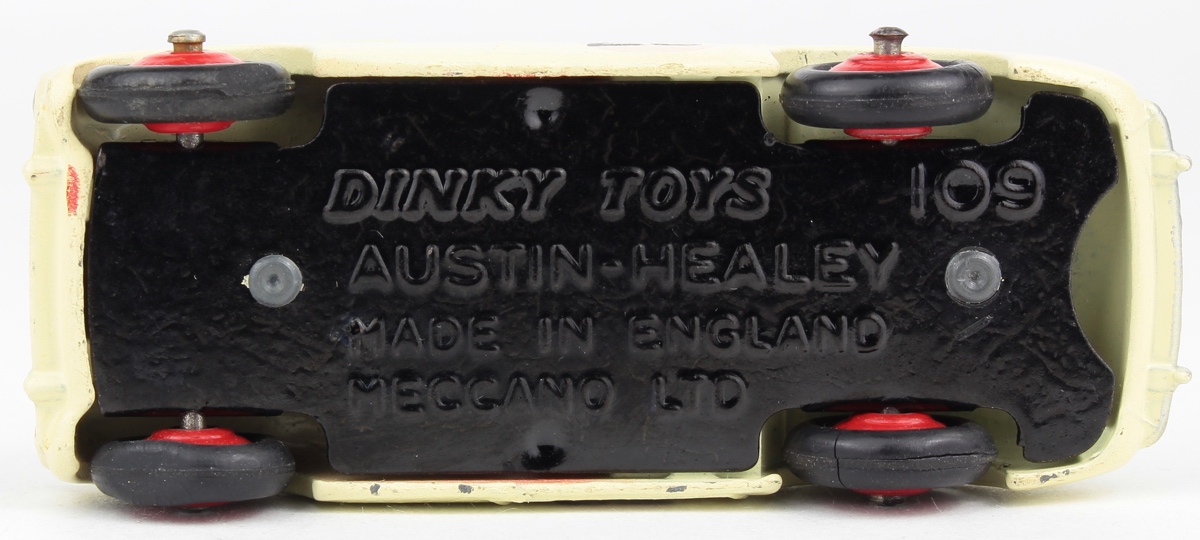 DINKY TOYS 109
AUSTIN-HEALEY
MADE IN ENGLAND
MECCANO LTD